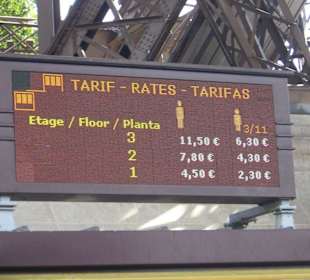 TARIF - RATES - TARIFAS
Etage / Floor / Planta 3/11
3 11,50 € 6,30 €
2 7,80 € 4,30 €
1 4,50 € 2,30 €